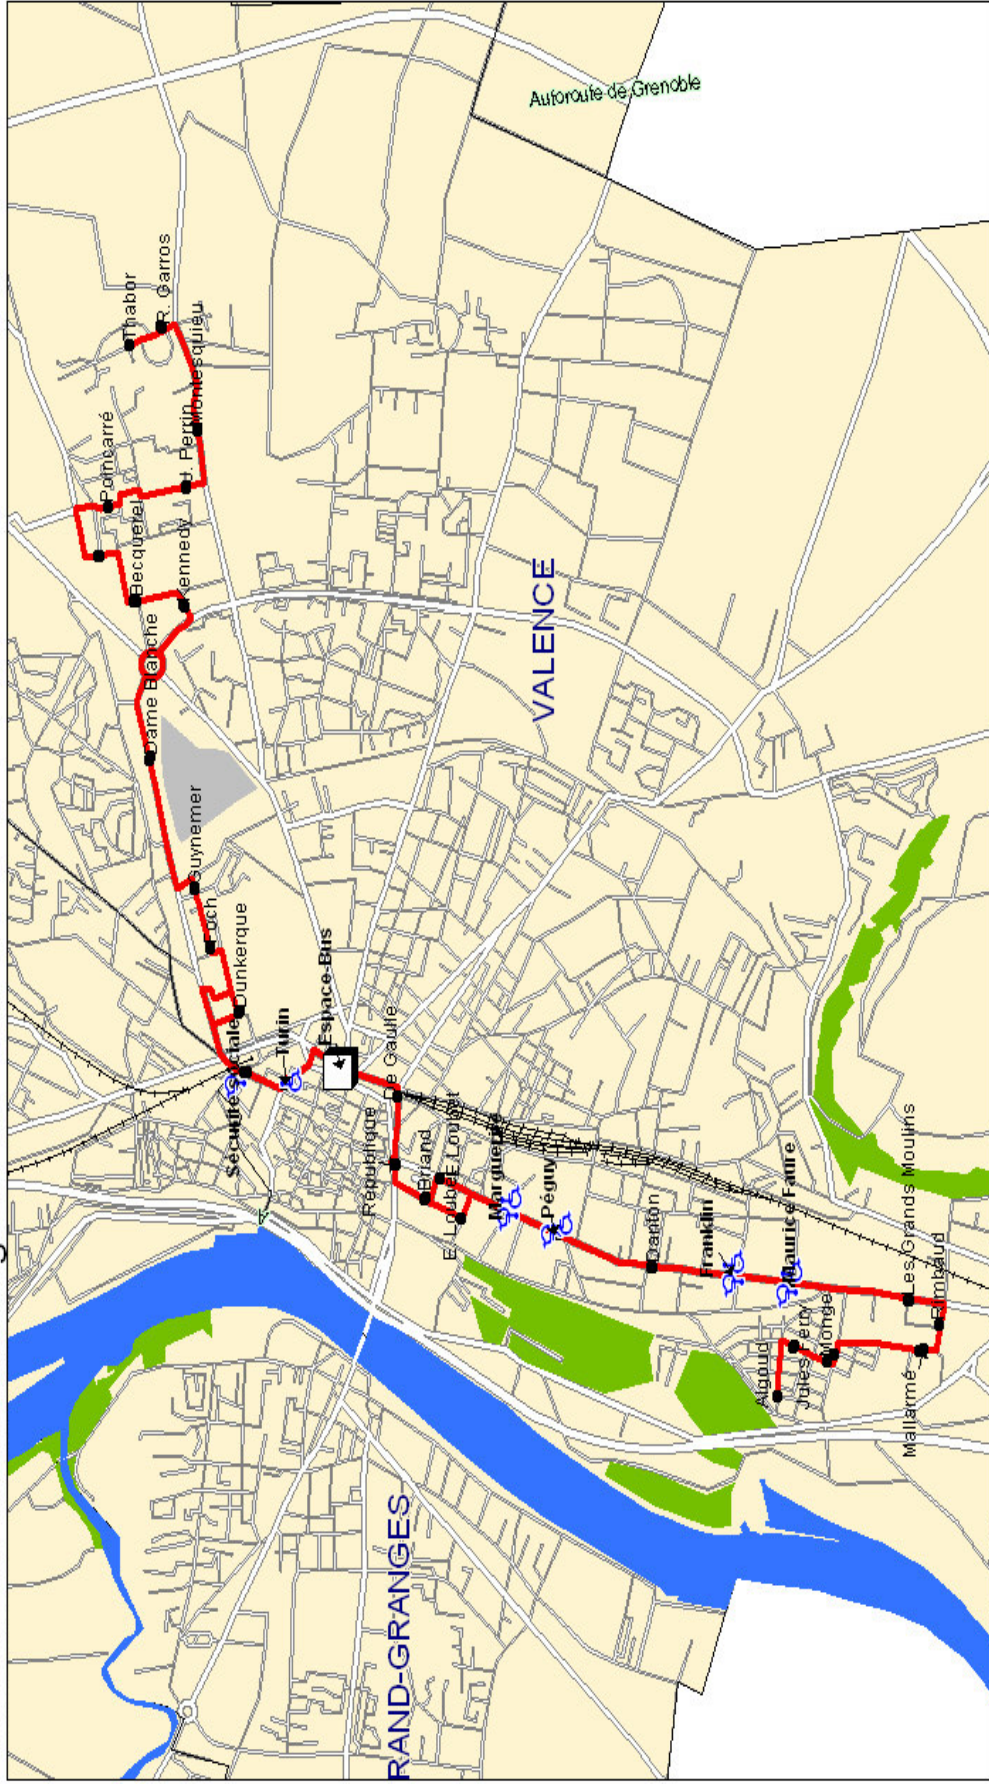 Autoroute de Grenoble
Thabor
R. Garros
Montesquieu
J. Perrin
Poincarré
Becquerel
Kennedy
Dame Blanche
Guynemer
Foch
Dunkerque
Sécurité sociale
Turin
Espace-Bus
De Gaulle
République
Briand
E. Loubet
E. Loubet
Marguerite
Péguy
Danton
Franklin
Maurice Faure
Les Grands Moulins
Rimbaud
Mallarmé
Monge
Jules Ferry
Algoud
VALENCE
RAND-GRANGES